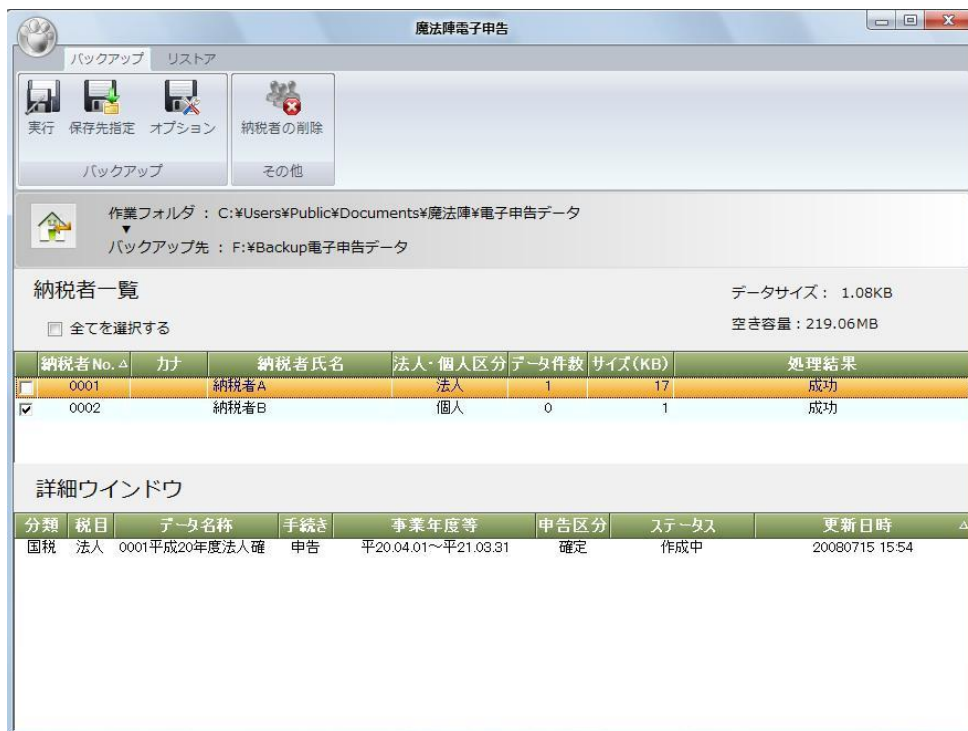 魔法陣電子申告
バックアップ リストア
実行 保存先指定 オプション 納税者の削除
バックアップ その他
作業フォルダ : C:¥Users¥Public¥Documents¥魔法陣¥電子申告データ
▼
バックアップ先 : F:¥Backup電子申告データ
納税者一覧
データサイズ : 1.08KB
全てを選択する
空き容量:219.06MB
納税者No.△ カナ 納税者氏名 法人・個人区分 データ件数 サイズ(KB) 処理結果
0001 納税者A 法人 1 17 成功
0002 納税者B 個人 0 1 成功
詳細ウインドウ
分類 税目 データ名称 手続き 事業年度等 申告区分 ステータス 更新日時 △
国税 法人 0001平成20年度法人確 申告 平20.04.01～平21.03.31 確定 作成中 20080715 15:54